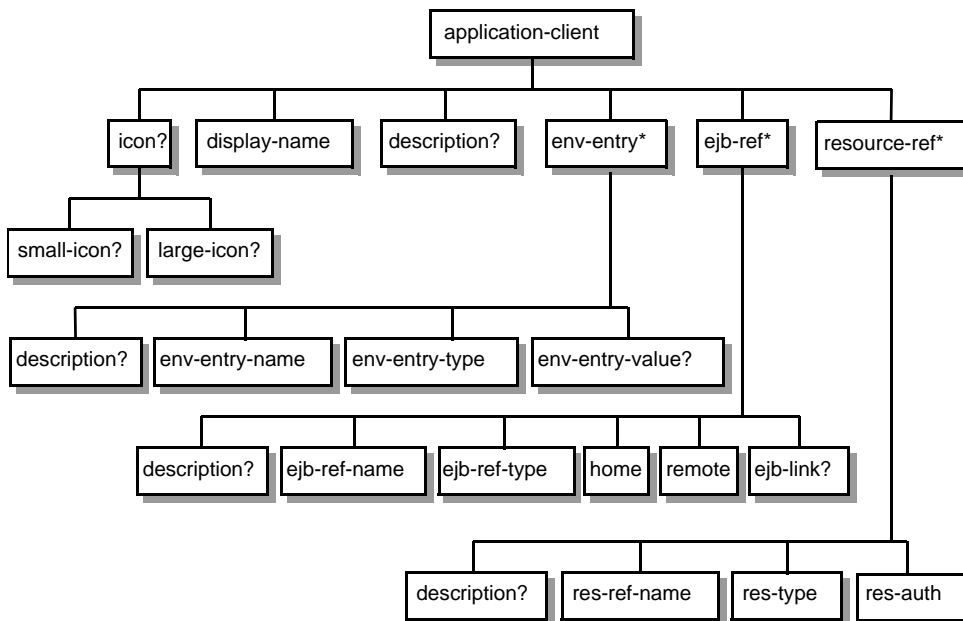 application-client
icon?
display-name
description?
env-entry*
ejb-ref*
resource-ref*
small-icon?
large-icon?
description?
env-entry-name
env-entry-type
env-entry-value?
description?
ejb-ref-name
ejb-ref-type
home
remote
ejb-link?
description?
res-ref-name
res-type
res-auth